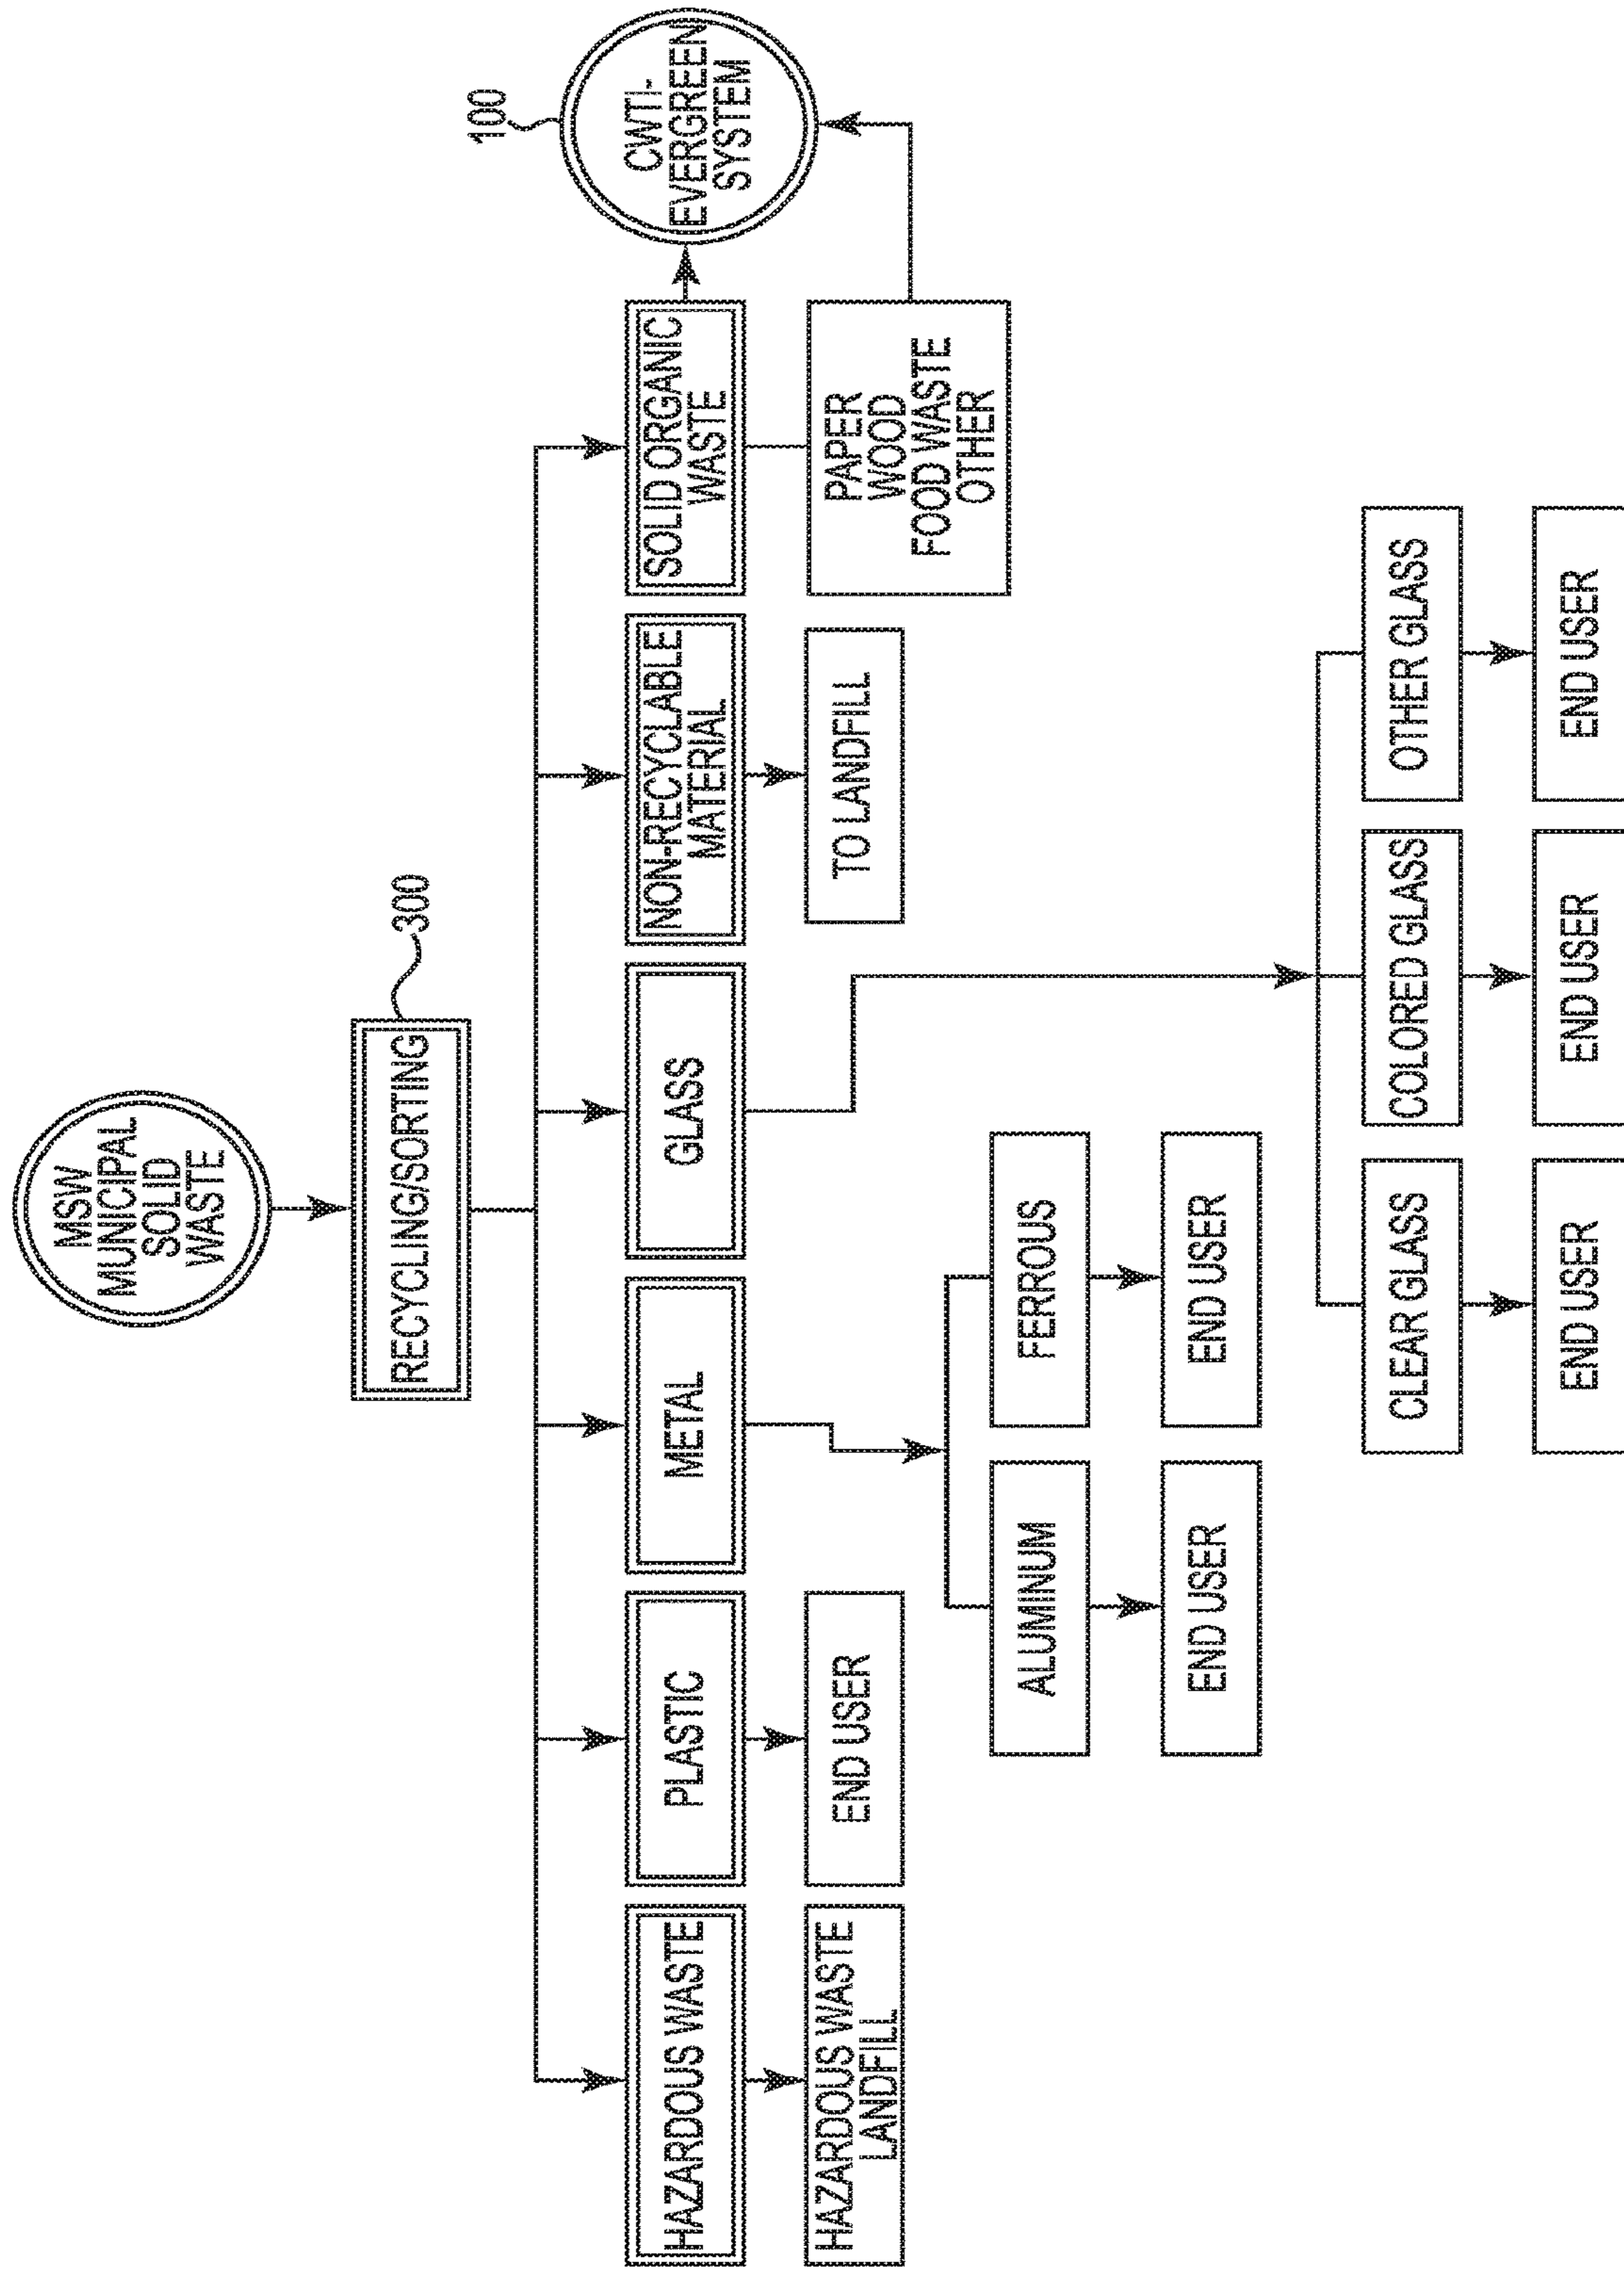 MSW
MUNICIPAL
SOLID
WASTE
RECYCLING/SORTING
300
HAZARDOUS WASTE
PLASTIC
METAL
GLASS
NON-RECYCLABLE
MATERIAL
SOLID ORGANIC
WASTE
100
CWTI-
EVERGREEN
SYSTEM
HAZARDOUS WASTE
LANDFILL
END USER
TO LANDFILL
PAPER
WOOD
FOOD WASTE
OTHER
ALUMINUM
FERROUS
END USER
END USER
CLEAR GLASS
COLORED GLASS
OTHER GLASS
END USER
END USER
END USER